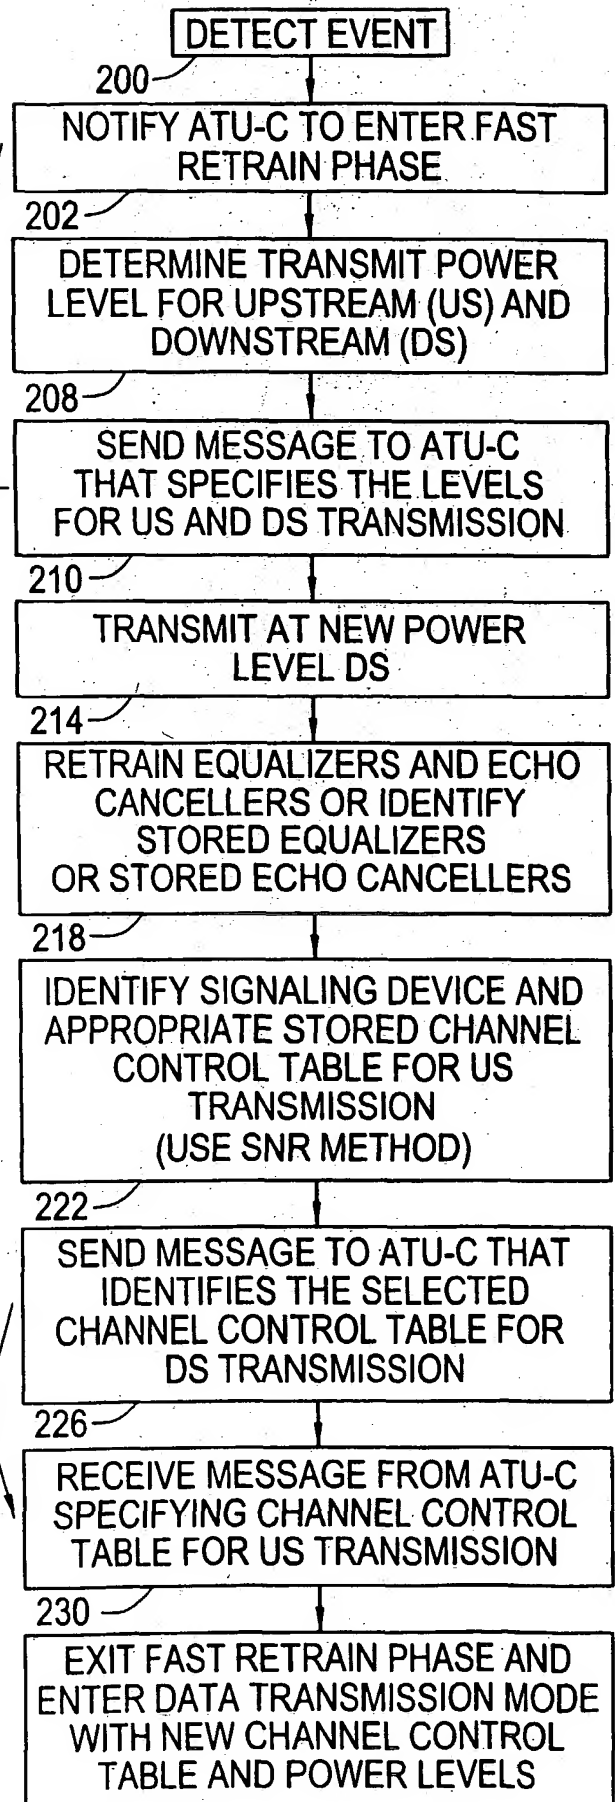 DETECT EVENT
200
NOTIFY ATU-C TO ENTER FAST
RETRAIN PHASE
202
DETERMINE TRANSMIT POWER
LEVEL FOR UPSTREAM (US) AND
DOWNSTREAM (DS)
208
SEND MESSAGE TO ATU-C
THAT SPECIFIES THE LEVELS
FOR US AND DS TRANSMISSION
210
TRANSMIT AT NEW POWER
LEVEL DS
214
RETRAIN EQUALIZERS AND ECHO
CANCELLERS OR IDENTIFY
STORED EQUALIZERS
OR STORED ECHO CANCELLERS
218
IDENTIFY SIGNALING DEVICE AND
APPROPRIATE STORED CHANNEL
CONTROL TABLE FOR US
TRANSMISSION
(USE SNR METHOD)
222
SEND MESSAGE TO ATU-C THAT
IDENTIFIES THE SELECTED
CHANNEL CONTROL TABLE FOR
DS TRANSMISSION
226
RECEIVE MESSAGE FROM ATU-C
SPECIFYING CHANNEL CONTROL
TABLE FOR US TRANSMISSION
230
EXIT FAST RETRAIN PHASE AND
ENTER DATA TRANSMISSION MODE
WITH NEW CHANNEL CONTROL
TABLE AND POWER LEVELS